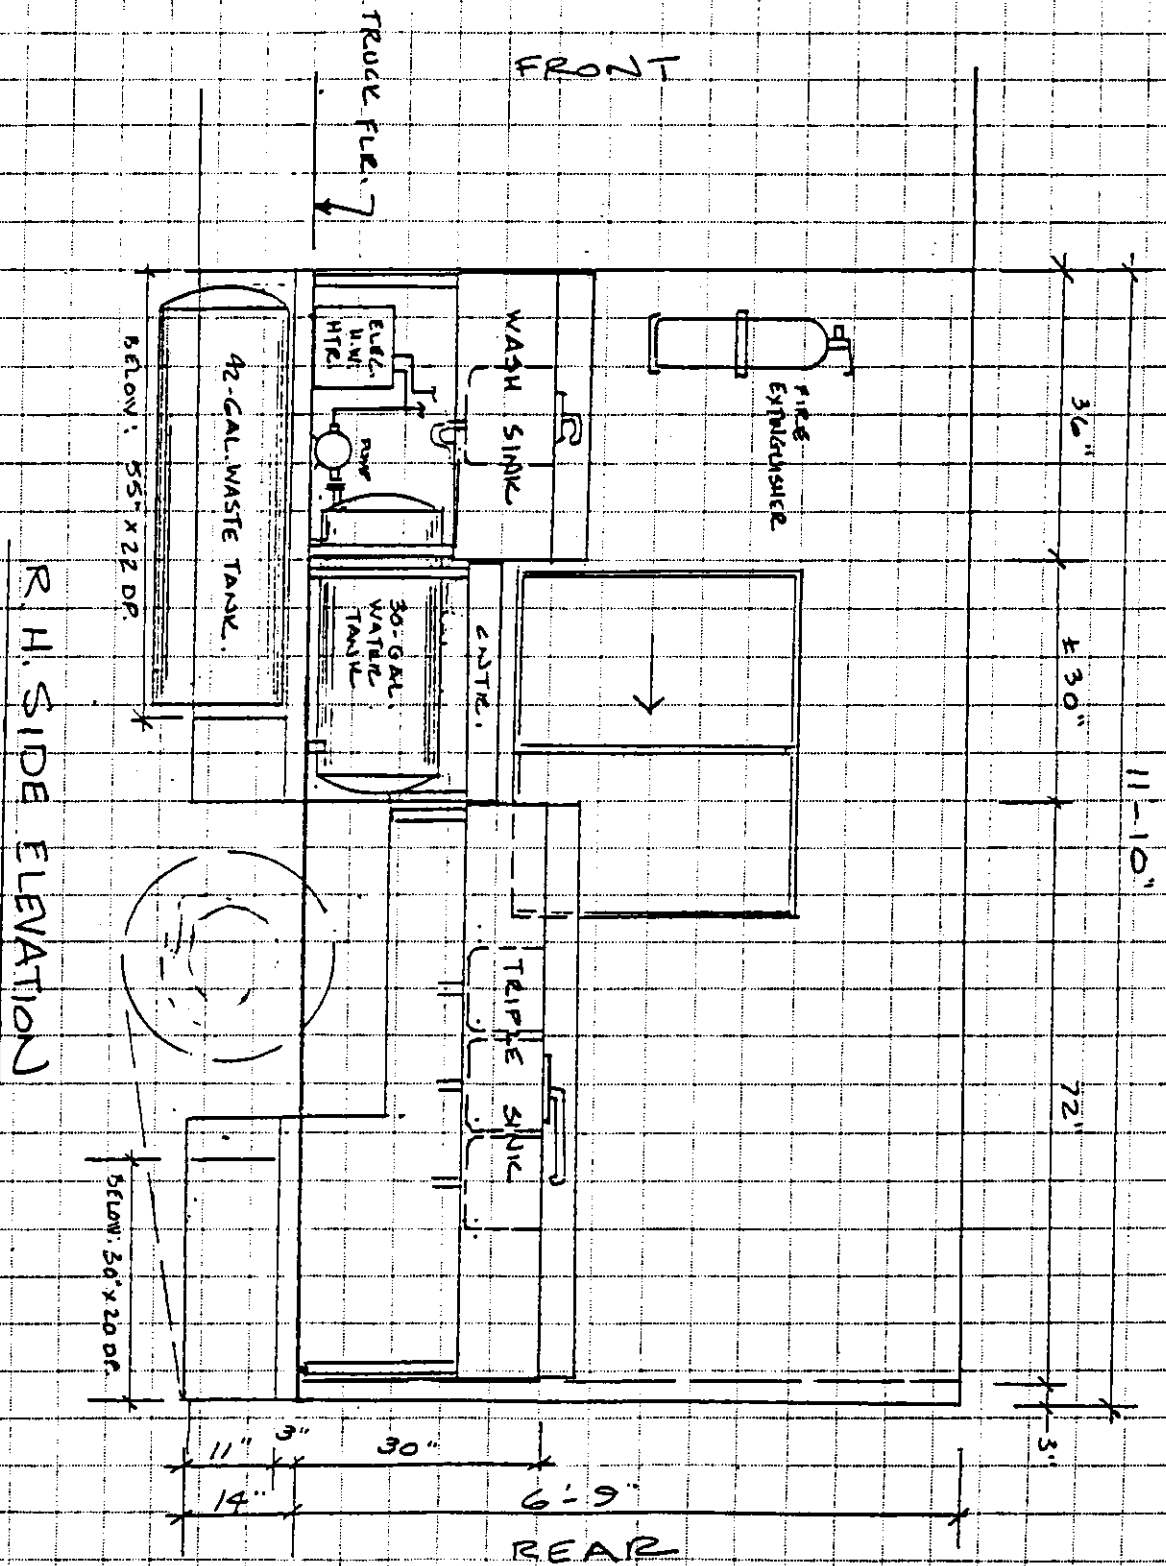 FRONT
TRUCK FLR.
11-10"
36"
± 30"
72"
3"
FIRE
EXTINGUISHER
WASH SINK
ELEC.
H.W.
HTR.
PUMP
30-GAL.
WATER
TANK
CNTR.
TRIPLE SINK
42-GAL. WASTE TANK.
BELOW: 55" x 22 DP.
BELOW: 30" x 20 DP.
11"
3"
30"
14"
6'-9"
REAR
R. H. SIDE ELEVATION